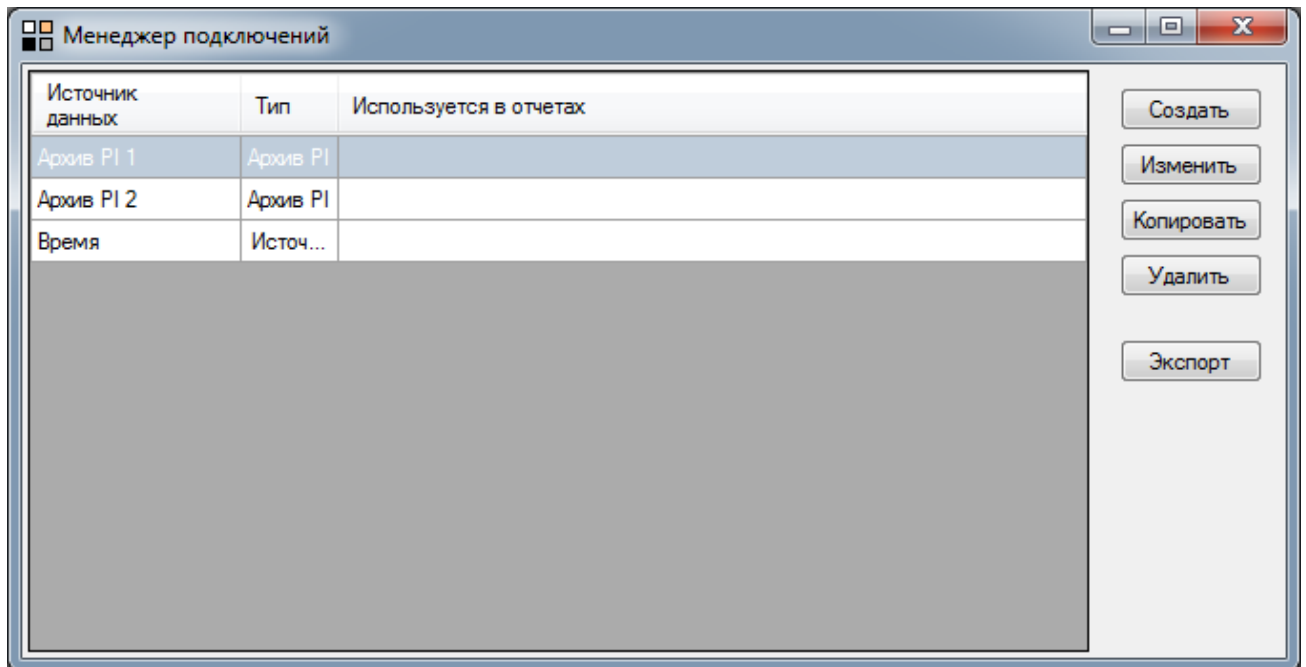 Менеджер подключений
Источник
данных
Тип
Используется в отчетах
Архив PI 1
Архив PI
Архив PI 2
Архив PI
Время
Источ...
Создать
Изменить
Копировать
Удалить
Экспорт